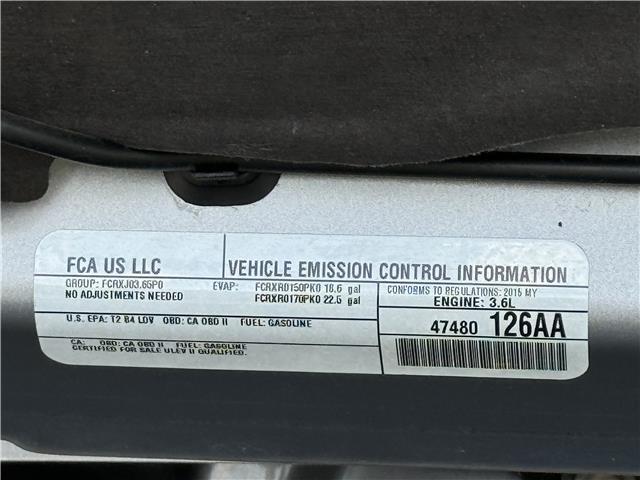 FCA US LLC
VEHICLE EMISSION CONTROL INFORMATION
GROUP: FCRXJ03.65P0
NO ADJUSTMENTS NEEDED
EVAP: FCRXR0150PK0 18.6 gal
FCRXR0170PK0 22.5 gal
CONFORMS TO REGULATIONS: 2015 MY
ENGINE: 3.6L
U.S. EPA: T2 B4 LDV OBD: CA OBD II FUEL: GASOLINE
47480 126AA
CA: OBD: CA OBD II FUEL: GASOLINE
CERTIFIED FOR SALE ULEV II QUALIFIED.